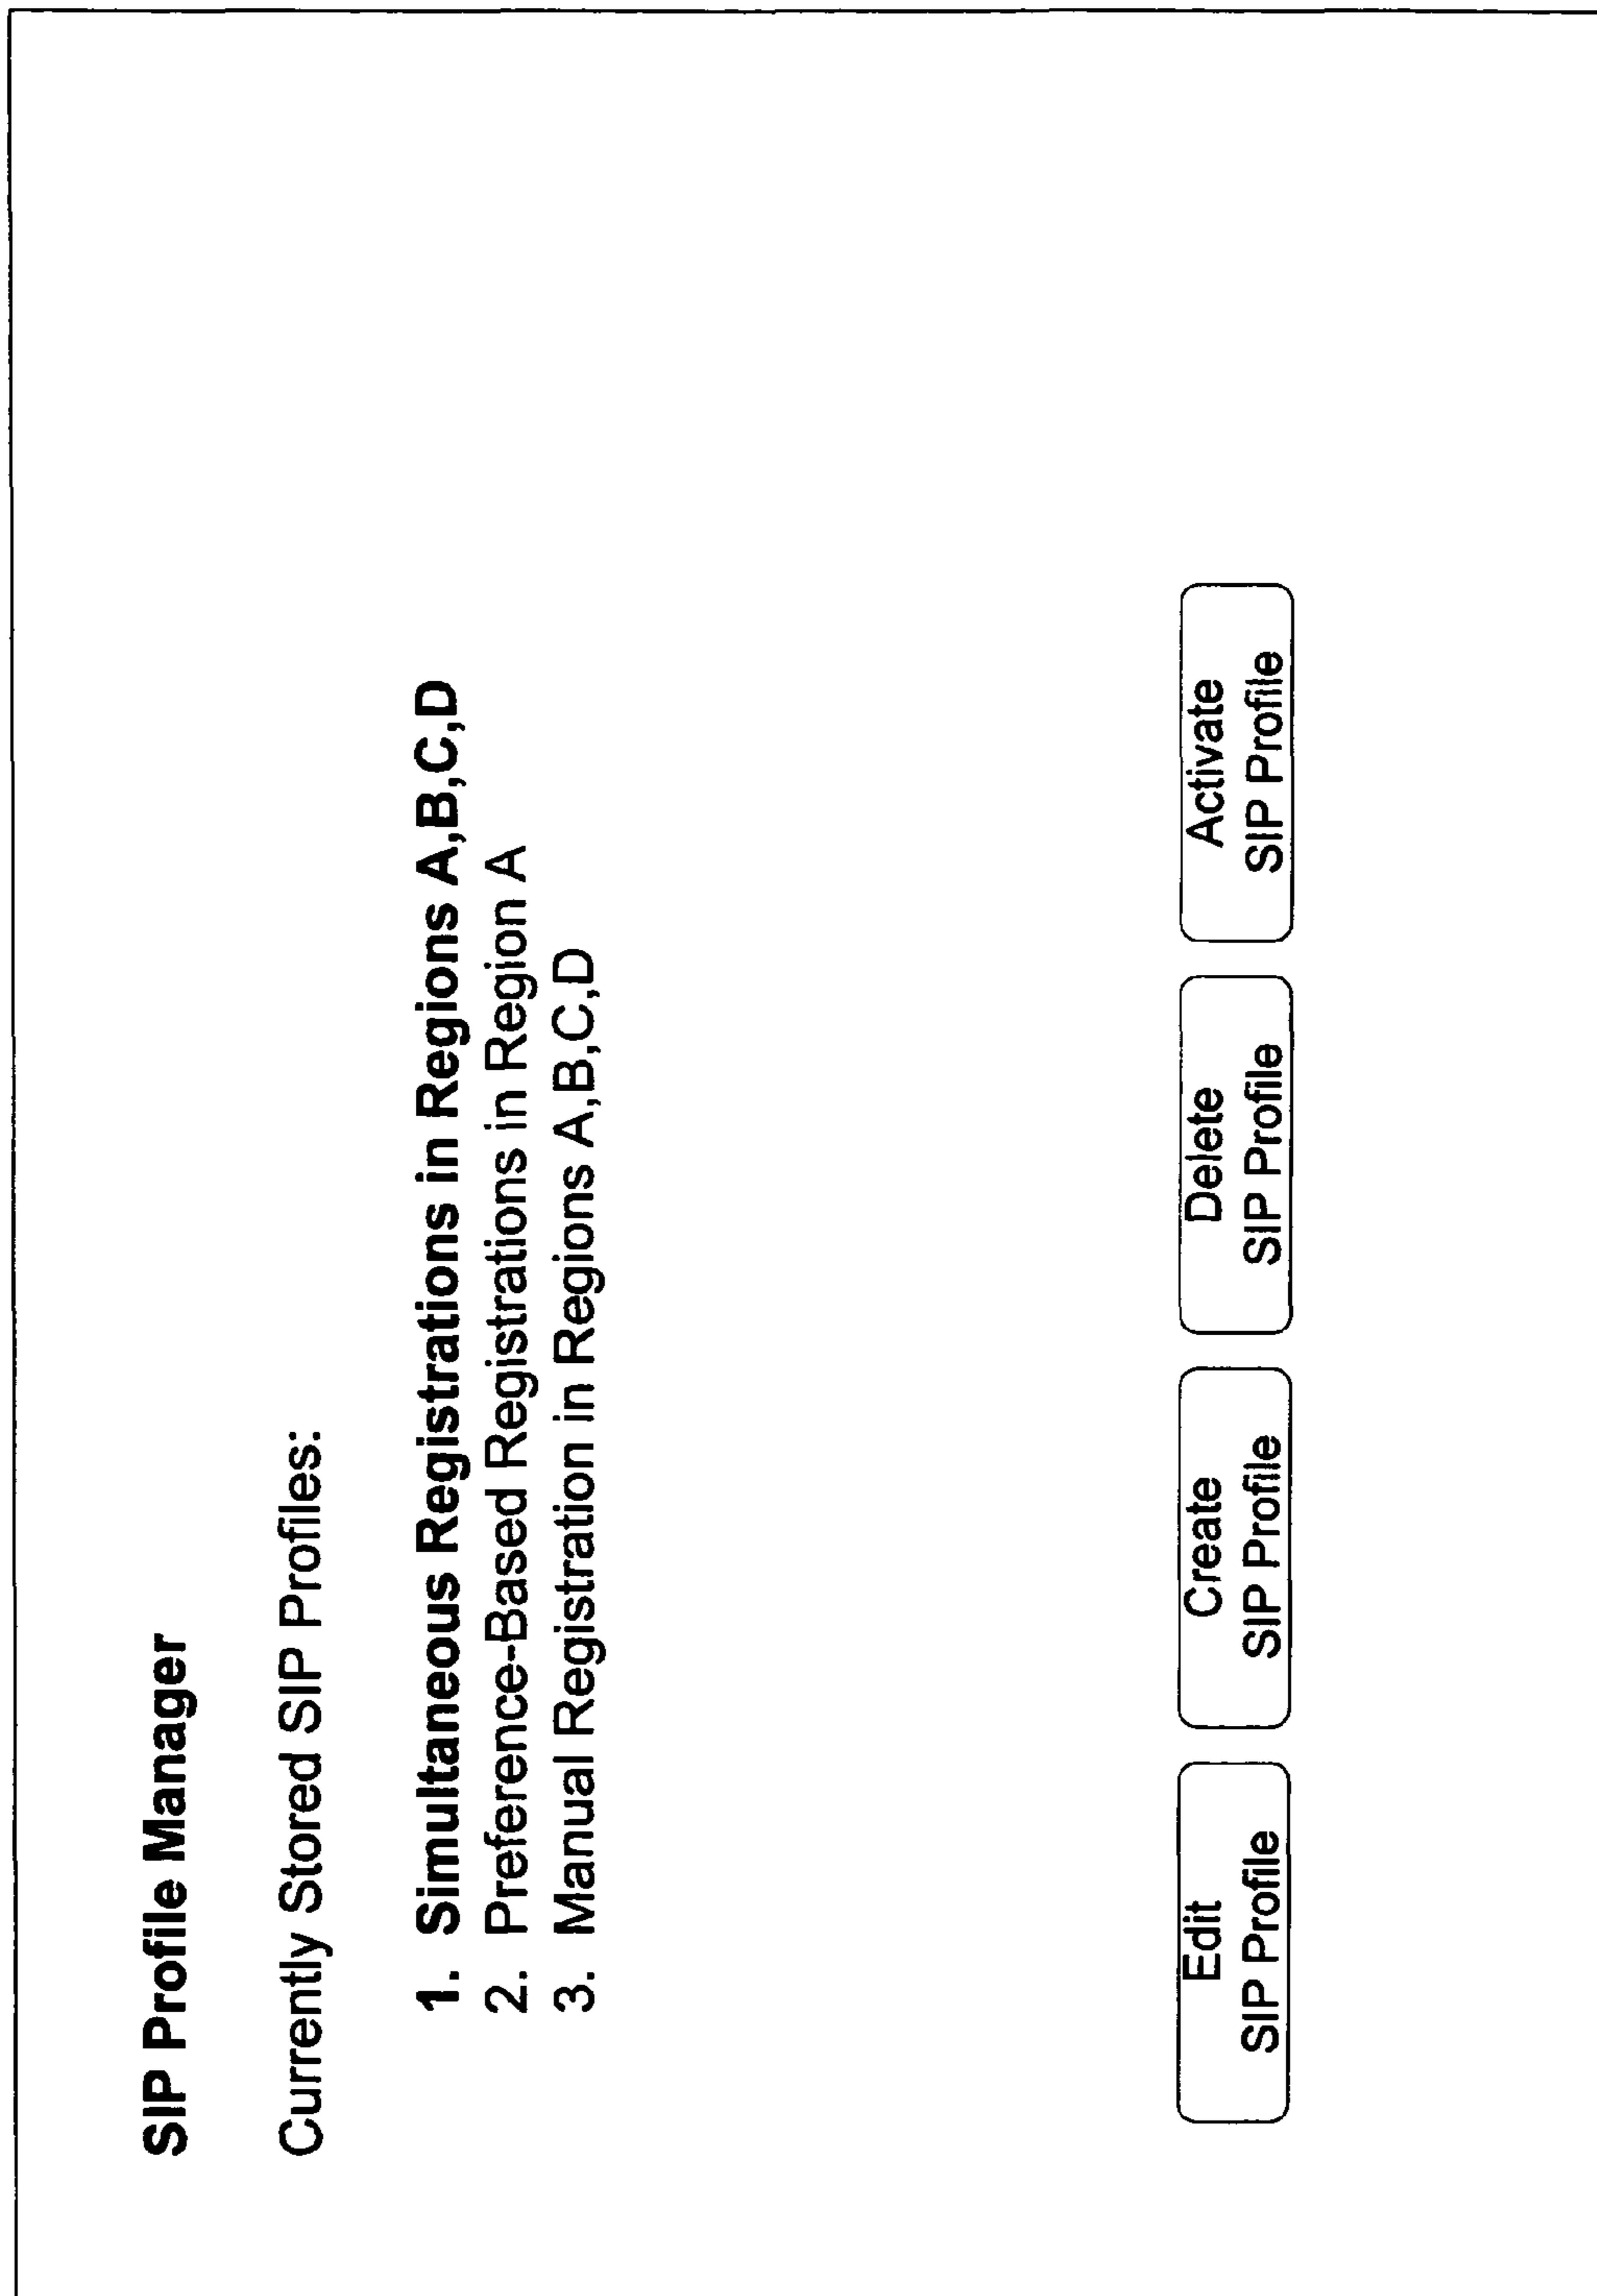 SIP Profile Manager
Currently Stored SIP Profiles:
1. Simultaneous Registrations in Regions A,B,C,D
2. Preference-Based Registrations in Region A
3. Manual Registration in Regions A,B,C,D
Edit
SIP Profile
Create
SIP Profile
Delete
SIP Profile
Activate
SIP Profile